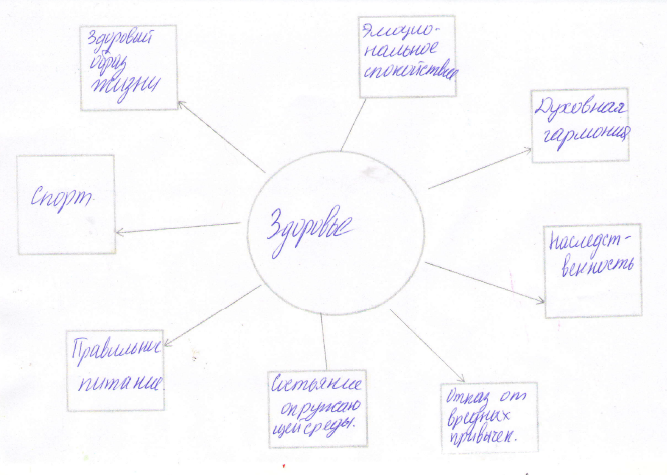 Здоровый
образ
жизни
Эмоцио-
нальное
спокойствие
Духовная
гармония
Спорт
Здоровье
Наследст-
венность
Правильное
питание
Состояние
окружаю
щей среды.
Отказ от
вредных
привычек.